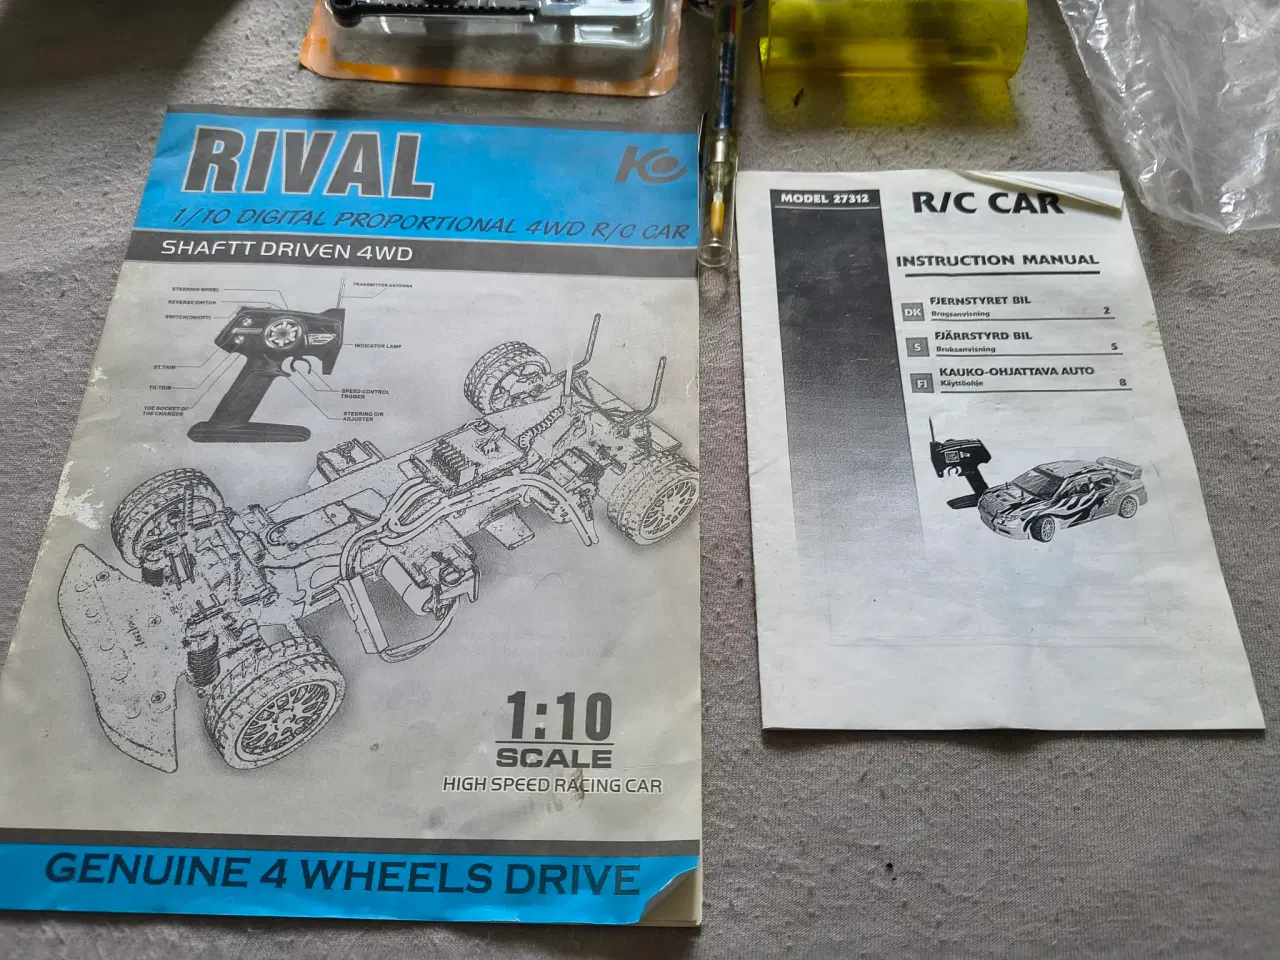 RIVAL
1/10 DIGITAL PROPORTIONAL 4WD R/C CAR
SHAFTT DRIVEN 4WD
STEERING WHEEL
REVERSE SWITCH
SWITCH(ON/OFF)
TRANSMITTER ANTENNA
INDICATOR LAMP
ST.TRIM
TH.TRIM
THE SOCKET OF
THE CHARGER
SPEED CONTROL
TRIGGER
STEERING D/R
ADJUSTER
1:10
SCALE
HIGH SPEED RACING CAR
GENUINE 4 WHEELS DRIVE
MODEL 27312
R/C CAR
INSTRUCTION MANUAL
DK FJERNSTYRET BIL
Brugsanvisning 2
S FJÄRRSTYRD BIL
Bruksanvisning 5
FI KAUKO-OHJATTAVA AUTO
Käyttöohje 8